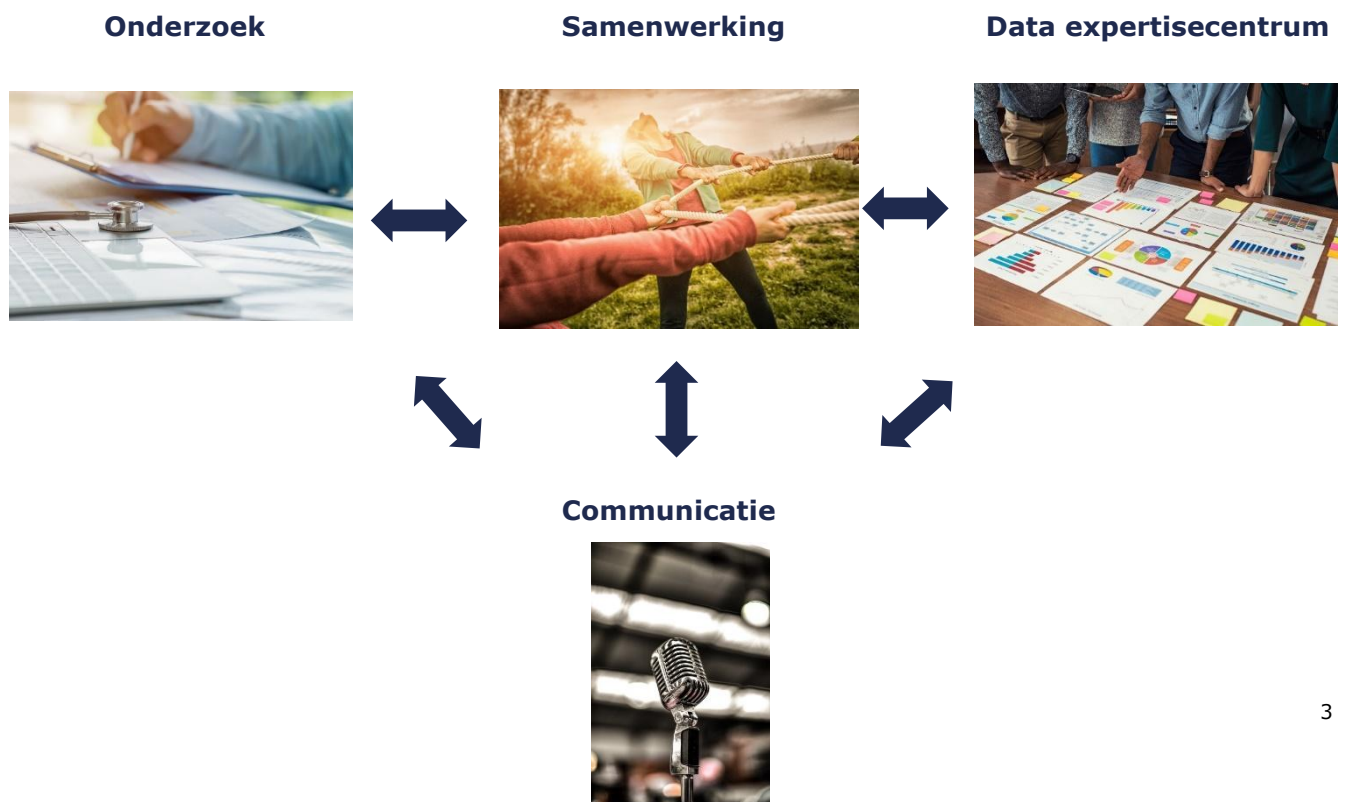 Onderzoek
Samenwerking
Data expertisecentrum
Communicatie
3